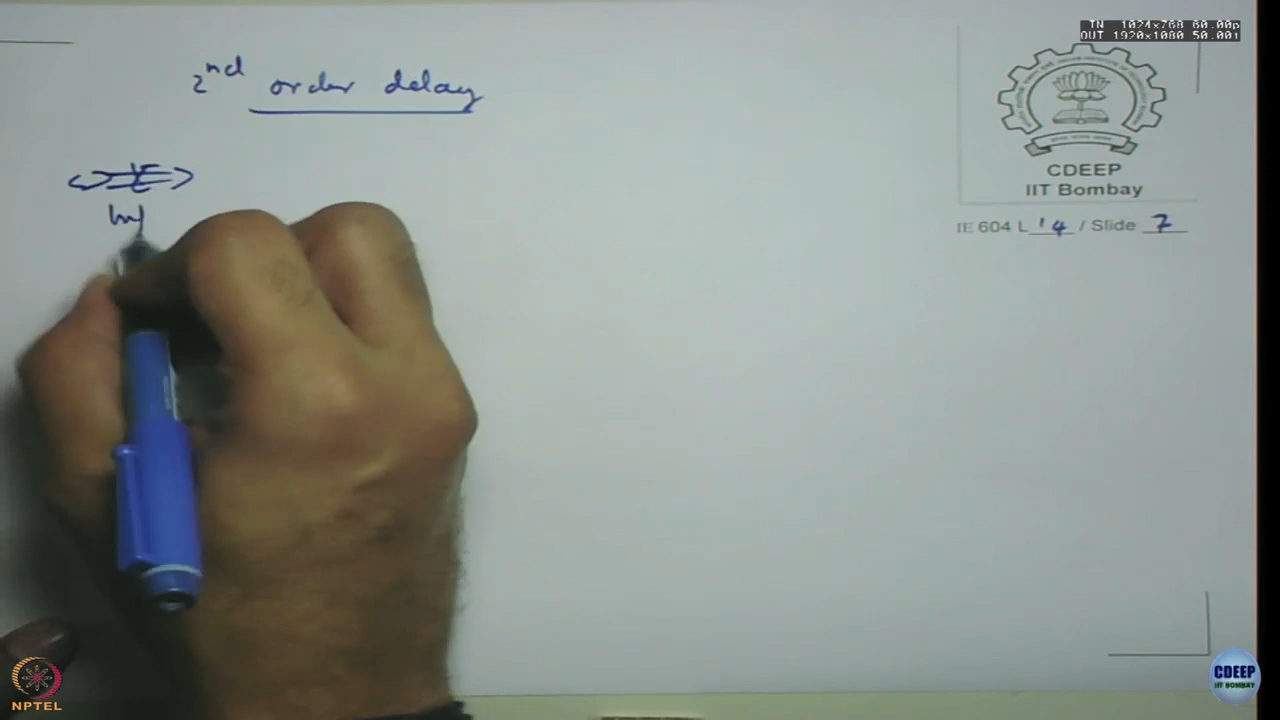 IN 1024x768 60.00p
OUT 1920x1080 50.00i
2nd order delay
CDEEP
IIT Bombay
IE 604 L 14 / Slide 7
NPTEL
CDEEP
IIT BOMBAY